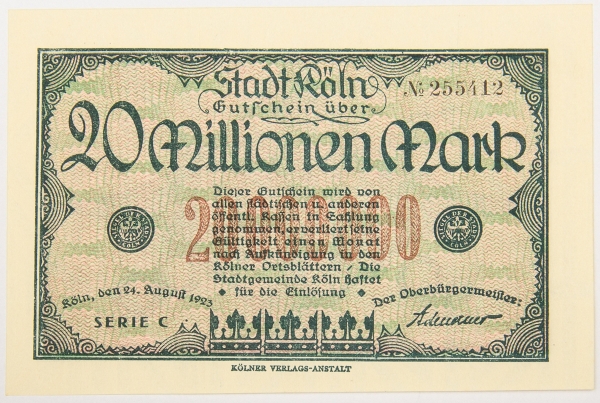 Stadt Köln
№ 255412
Gutschein über
20 Millionen Mark
Dieser Gutschein wird von
allen städtischen u. anderen
öffentl. Kassen in Zahlung
genommen, er verliert seine
Gültigkeit einen Monat
nach Aufkündigung in den
Kölner Ortsblättern / Die
Stadtgemeinde Köln haftet
für die Einlösung
20000000
Köln, den 24. August 1923
SERIE C
Der Oberbürgermeister:
Adenauer
KÖLNER VERLAGS-ANSTALT